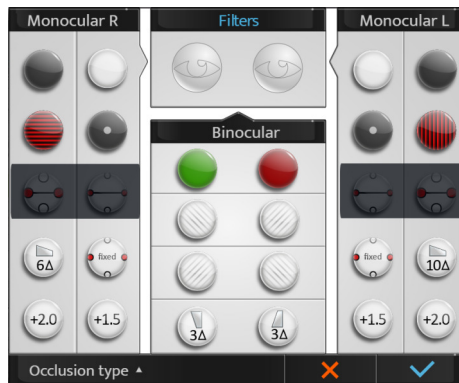 Monocular R
Filters
Monocular L
Binocular
6Δ
fixed
fixed
10Δ
+2.0
+1.5
3Δ
3Δ
+1.5
+2.0
Occlusion type